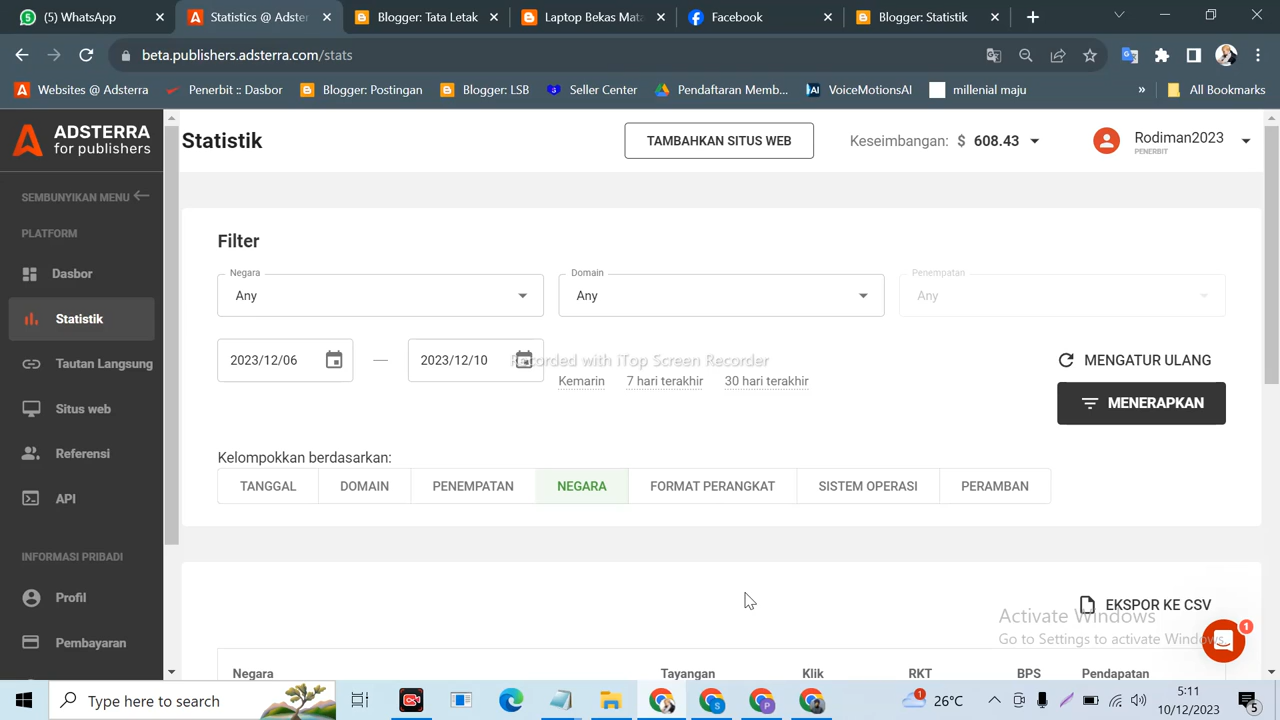 WhatsApp
Statistics @ Adster
Blogger: Tata Letak
Laptop Bekas Mat
Facebook
Blogger: Statistik
beta.publishers.adsterra.com/stats
Websites @ Adsterra
Penerbit :: Dasbor
Blogger: Postingan
Blogger: LSB
Seller Center
Pendaftaran Memb...
VoiceMotionsAI
millenial maju
»
All Bookmarks
ADSTERRA
for publishers
Statistik
TAMBAHKAN SITUS WEB
Keseimbangan: $ 608.43
Rodiman2023
PENERBIT
SEMBUNYIKAN MENU
PLATFORM
Dasbor
Statistik
Tautan Langsung
Situs web
Referensi
API
INFORMASI PRIBADI
Profil
Pembayaran
Filter
Negara
Any
Domain
Any
Penempatan
Any
2023/12/06
—
2023/12/10
Recorded with iTop Screen Recorder
Kemarin
7 hari terakhir
30 hari terakhir
MENGATUR ULANG
MENERAPKAN
Kelompokkan berdasarkan:
TANGGAL
DOMAIN
PENEMPATAN
NEGARA
FORMAT PERANGKAT
SISTEM OPERASI
PERAMBAN
EKSPOR KE CSV
Activate Windows
Go to Settings to activate Windows.
1
Negara
Tayangan
Klik
RKT
BPS
Pendapatan
Type here to search
1
26°C
5:11
10/12/2023
5